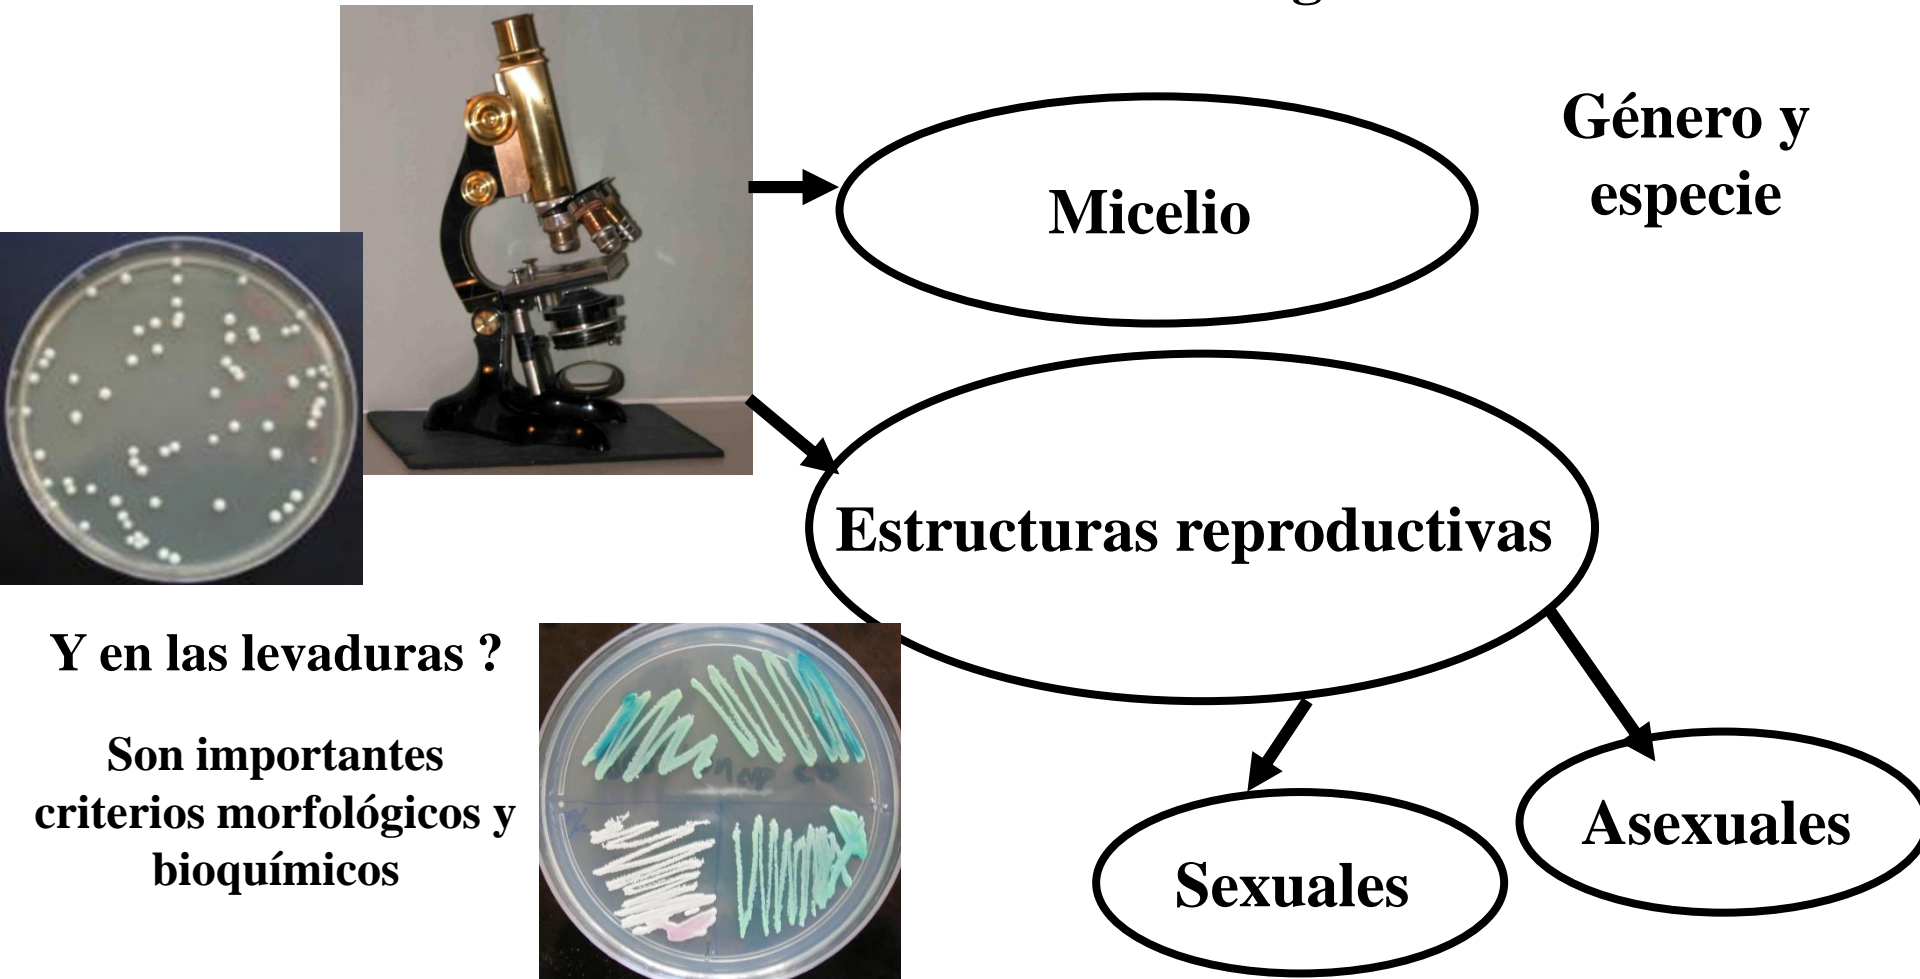 Género y
especie
Micelio
Estructuras reproductivas
Y en las levaduras ?
Son importantes
criterios morfológicos y
bioquímicos
Sexuales
Asexuales